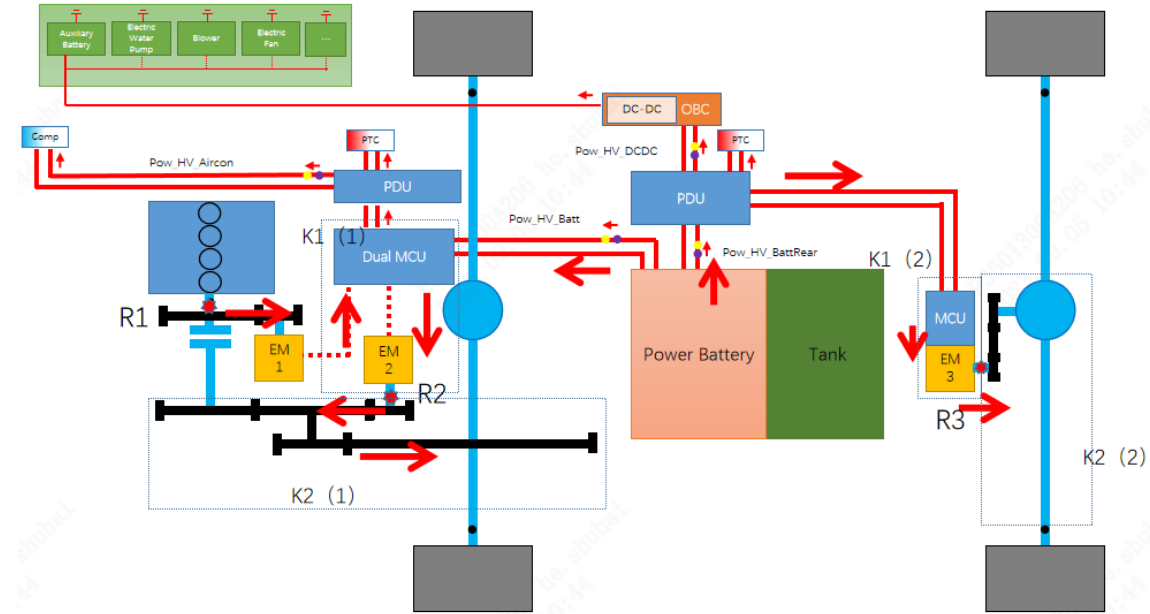 Auxiliary
Battery
Electric
Water
Pump
Blower
Electric
Fan
...
DC-DC
OBC
Comp
PTC
PTC
Pow_HV_Aircon
Pow_HV_DCDC
PDU
PDU
Pow_HV_Batt
K1 (1)
Dual MCU
Pow_HV_BattRear
K1 (2)
R1
MCU
EM
1
EM
2
Power Battery
Tank
EM
3
R2
R3
K2 (1)
K2 (2)